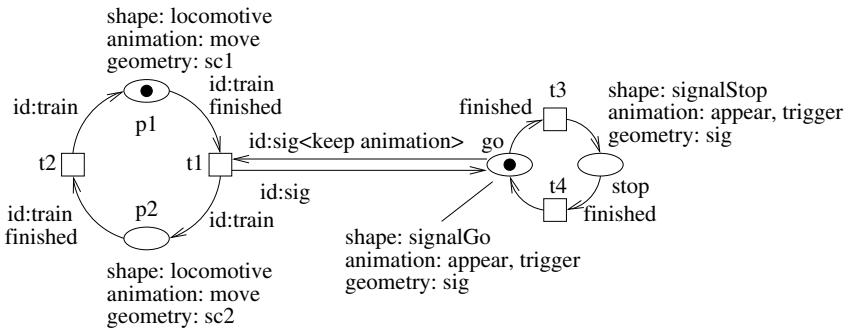 shape: locomotive
animation: move
geometry: sc1
id:train
id:train
finished
p1
t2
t1
id:sig<keep animation>
id:sig
p2
id:train
finished
id:train
shape: locomotive
animation: move
geometry: sc2
t3
finished
go
shape: signalStop
animation: appear, trigger
geometry: sig
stop
t4
finished
shape: signalGo
animation: appear, trigger
geometry: sig